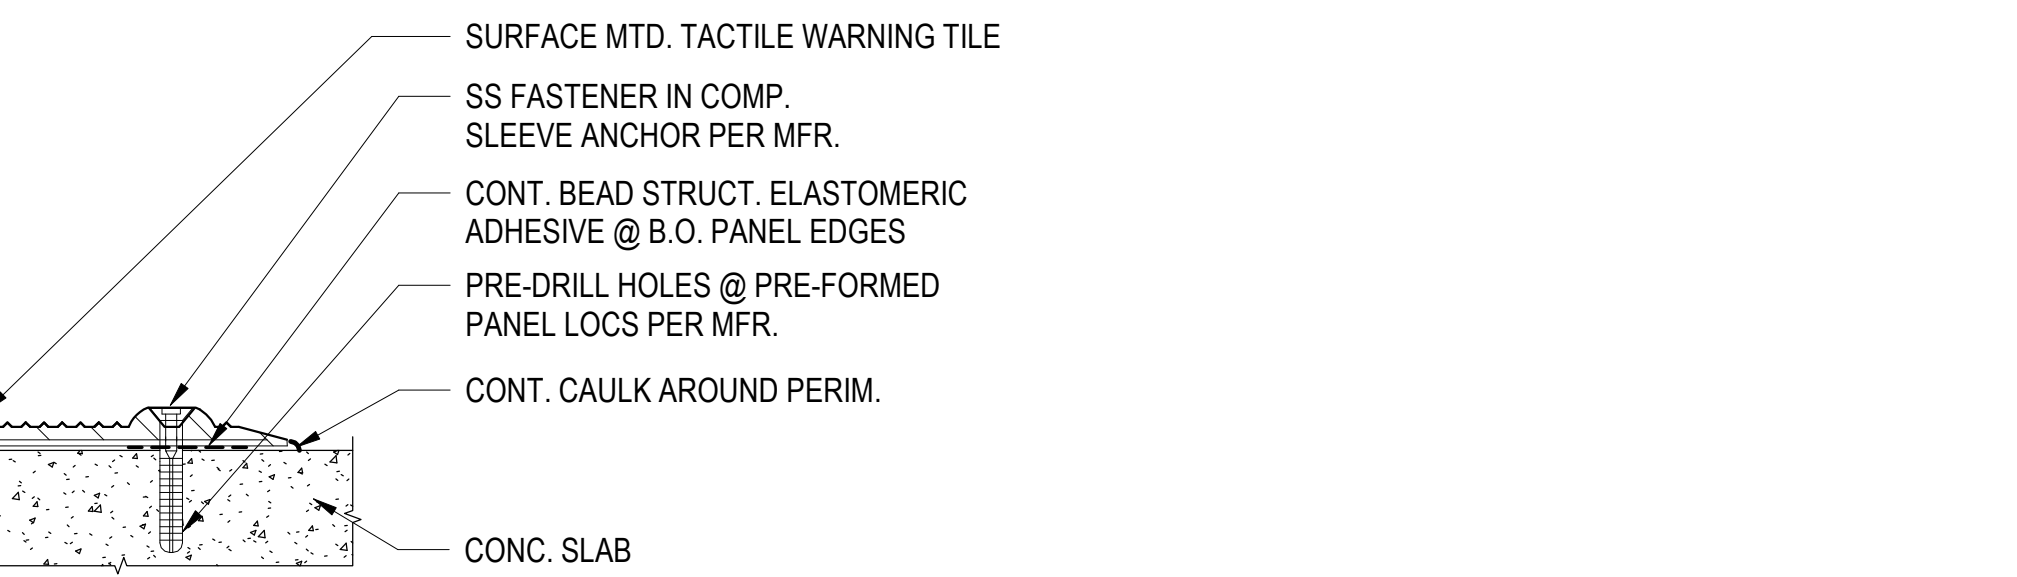 SURFACE MTD. TACTILE WARNING TILE
SS FASTENER IN COMP.
SLEEVE ANCHOR PER MFR.
CONT. BEAD STRUCT. ELASTOMERIC
ADHESIVE @ B.O. PANEL EDGES
PRE-DRILL HOLES @ PRE-FORMED
PANEL LOCS PER MFR.
CONT. CAULK AROUND PERIM.
CONC. SLAB